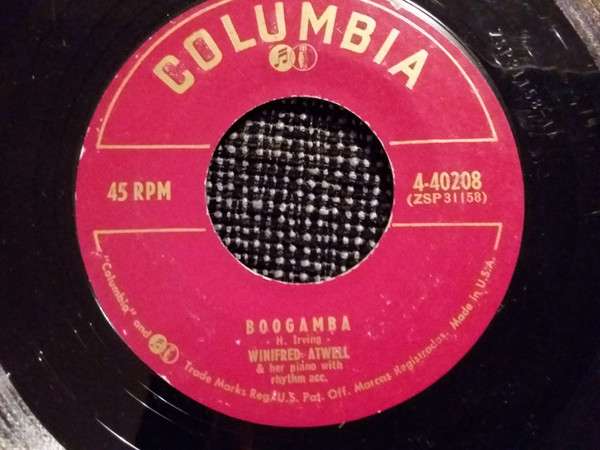 COLUMBIA
45 RPM
4-40208
(ZSP 31158)
BOOGAMBA
- H. Irving -
WINIFRED ATWELL
& her piano with
rhythm acc.
"Columbia" and Trade Marks Reg. U.S. Pat. Off. Marcas Registradas. Made in U.S.A.